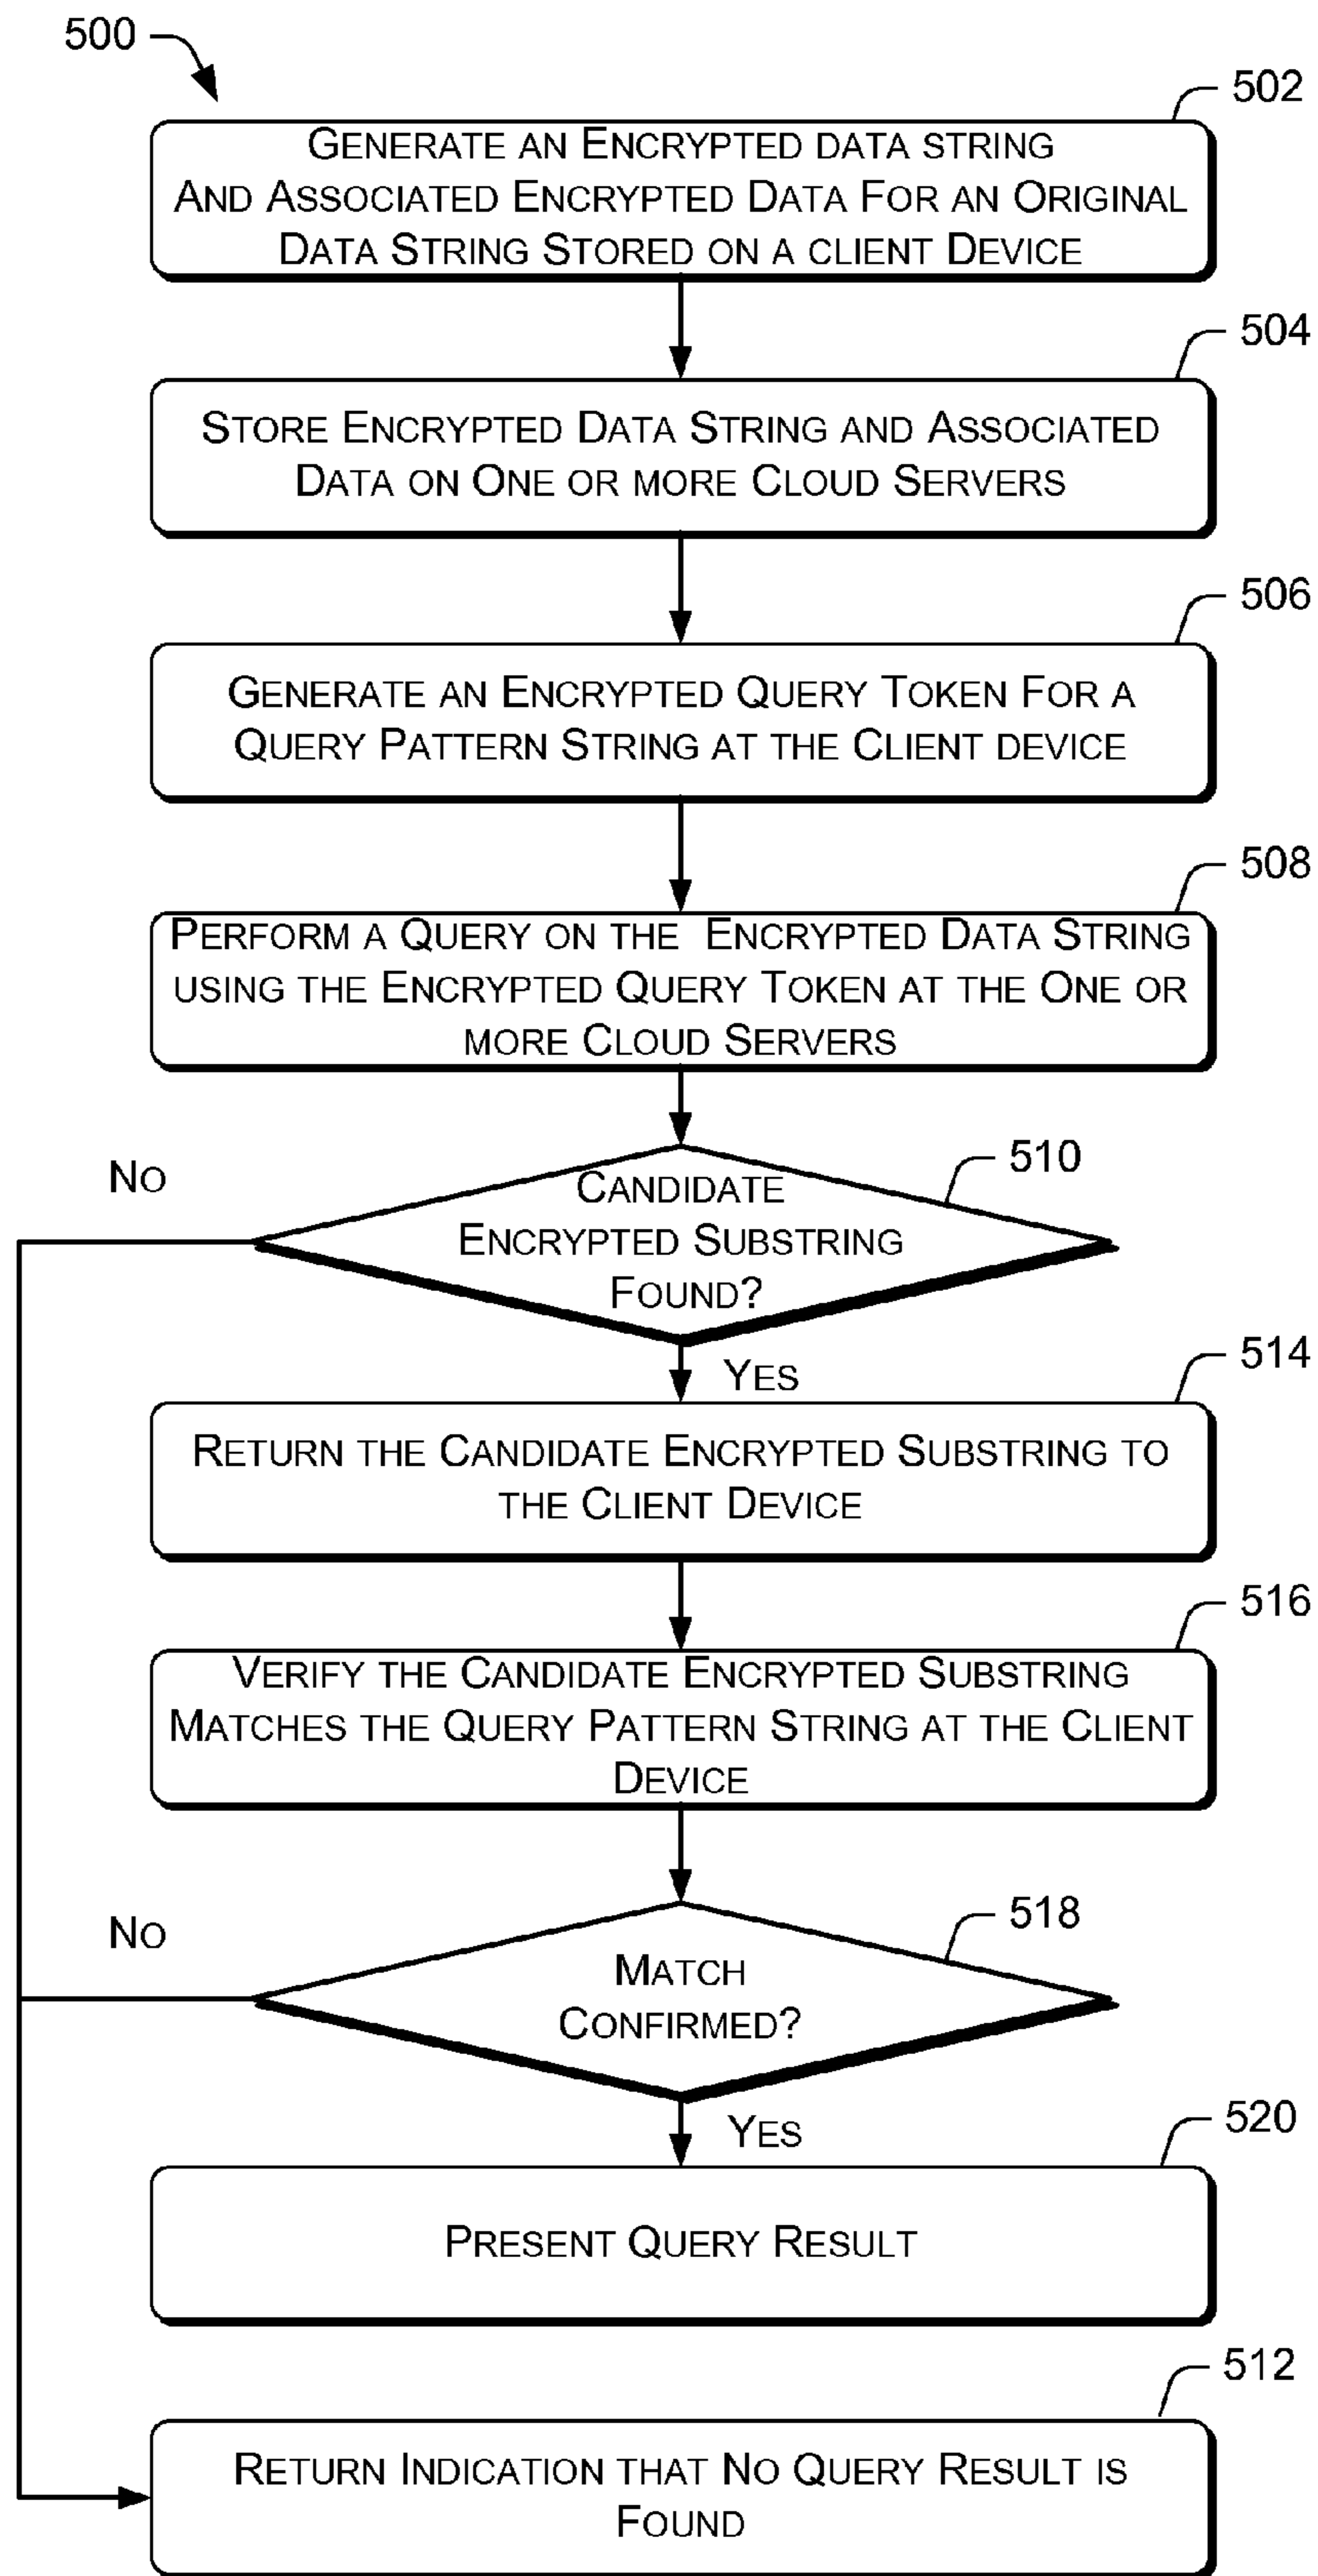 500
502
GENERATE AN ENCRYPTED DATA STRING
AND ASSOCIATED ENCRYPTED DATA FOR AN ORIGINAL
DATA STRING STORED ON A CLIENT DEVICE
504
STORE ENCRYPTED DATA STRING AND ASSOCIATED
DATA ON ONE OR MORE CLOUD SERVERS
506
GENERATE AN ENCRYPTED QUERY TOKEN FOR A
QUERY PATTERN STRING AT THE CLIENT DEVICE
508
PERFORM A QUERY ON THE ENCRYPTED DATA STRING
USING THE ENCRYPTED QUERY TOKEN AT THE ONE OR
MORE CLOUD SERVERS
510
NO
CANDIDATE
ENCRYPTED SUBSTRING
FOUND?
YES
514
RETURN THE CANDIDATE ENCRYPTED SUBSTRING TO
THE CLIENT DEVICE
516
VERIFY THE CANDIDATE ENCRYPTED SUBSTRING
MATCHES THE QUERY PATTERN STRING AT THE CLIENT
DEVICE
518
NO
MATCH
CONFIRMED?
YES
520
PRESENT QUERY RESULT
512
RETURN INDICATION THAT NO QUERY RESULT IS
FOUND